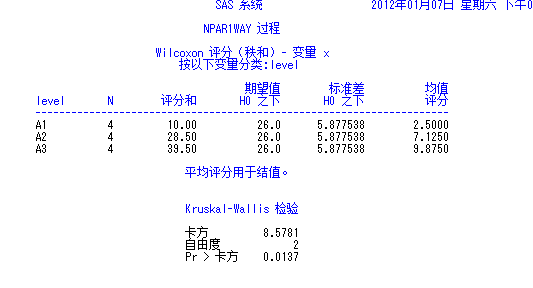 SAS 系统 2012年01月07日 星期六 下午0
NPAR1WAY 过程
Wilcoxon 评分（秩和）- 变量 x
按以下变量分类:level
期望值 标准差 均值
level N 评分和 H0 之下 H0 之下 评分
A1 4 10.00 26.0 5.877538 2.5000
A2 4 28.50 26.0 5.877538 7.1250
A3 4 39.50 26.0 5.877538 9.8750
平均评分用于结值。
Kruskal-Wallis 检验
卡方 8.5781
自由度 2
Pr > 卡方 0.0137